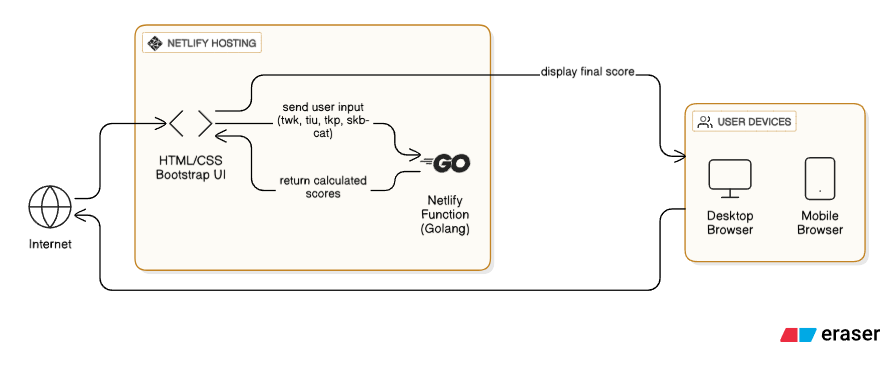 NETLIFY HOSTING
display final score
send user input
(twk, tiu, tkp, skb-
cat)
USER DEVICES
GO
HTML/CSS
Bootstrap UI
return calculated
scores
Netlify
Function
(Golang)
Desktop
Browser
Mobile
Browser
Internet
eraser